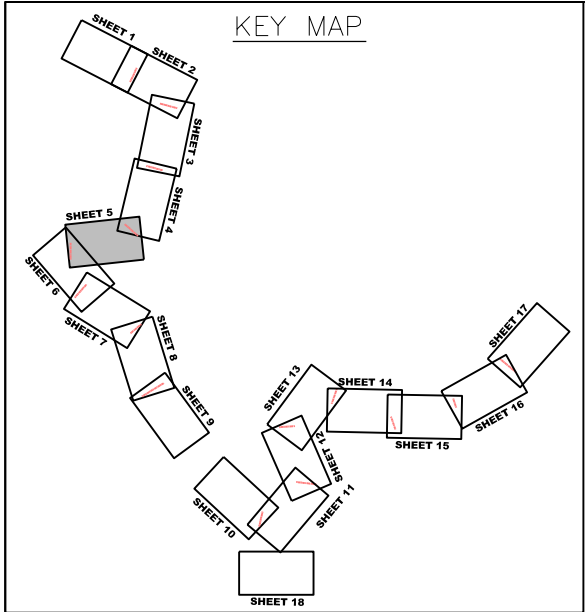 KEY MAP
SHEET 1
SHEET 2
SHEET 3
SHEET 4
SHEET 5
SHEET 6
SHEET 7
SHEET 8
SHEET 9
SHEET 10
SHEET 11
SHEET 12
SHEET 13
SHEET 14
SHEET 15
SHEET 16
SHEET 17
SHEET 18